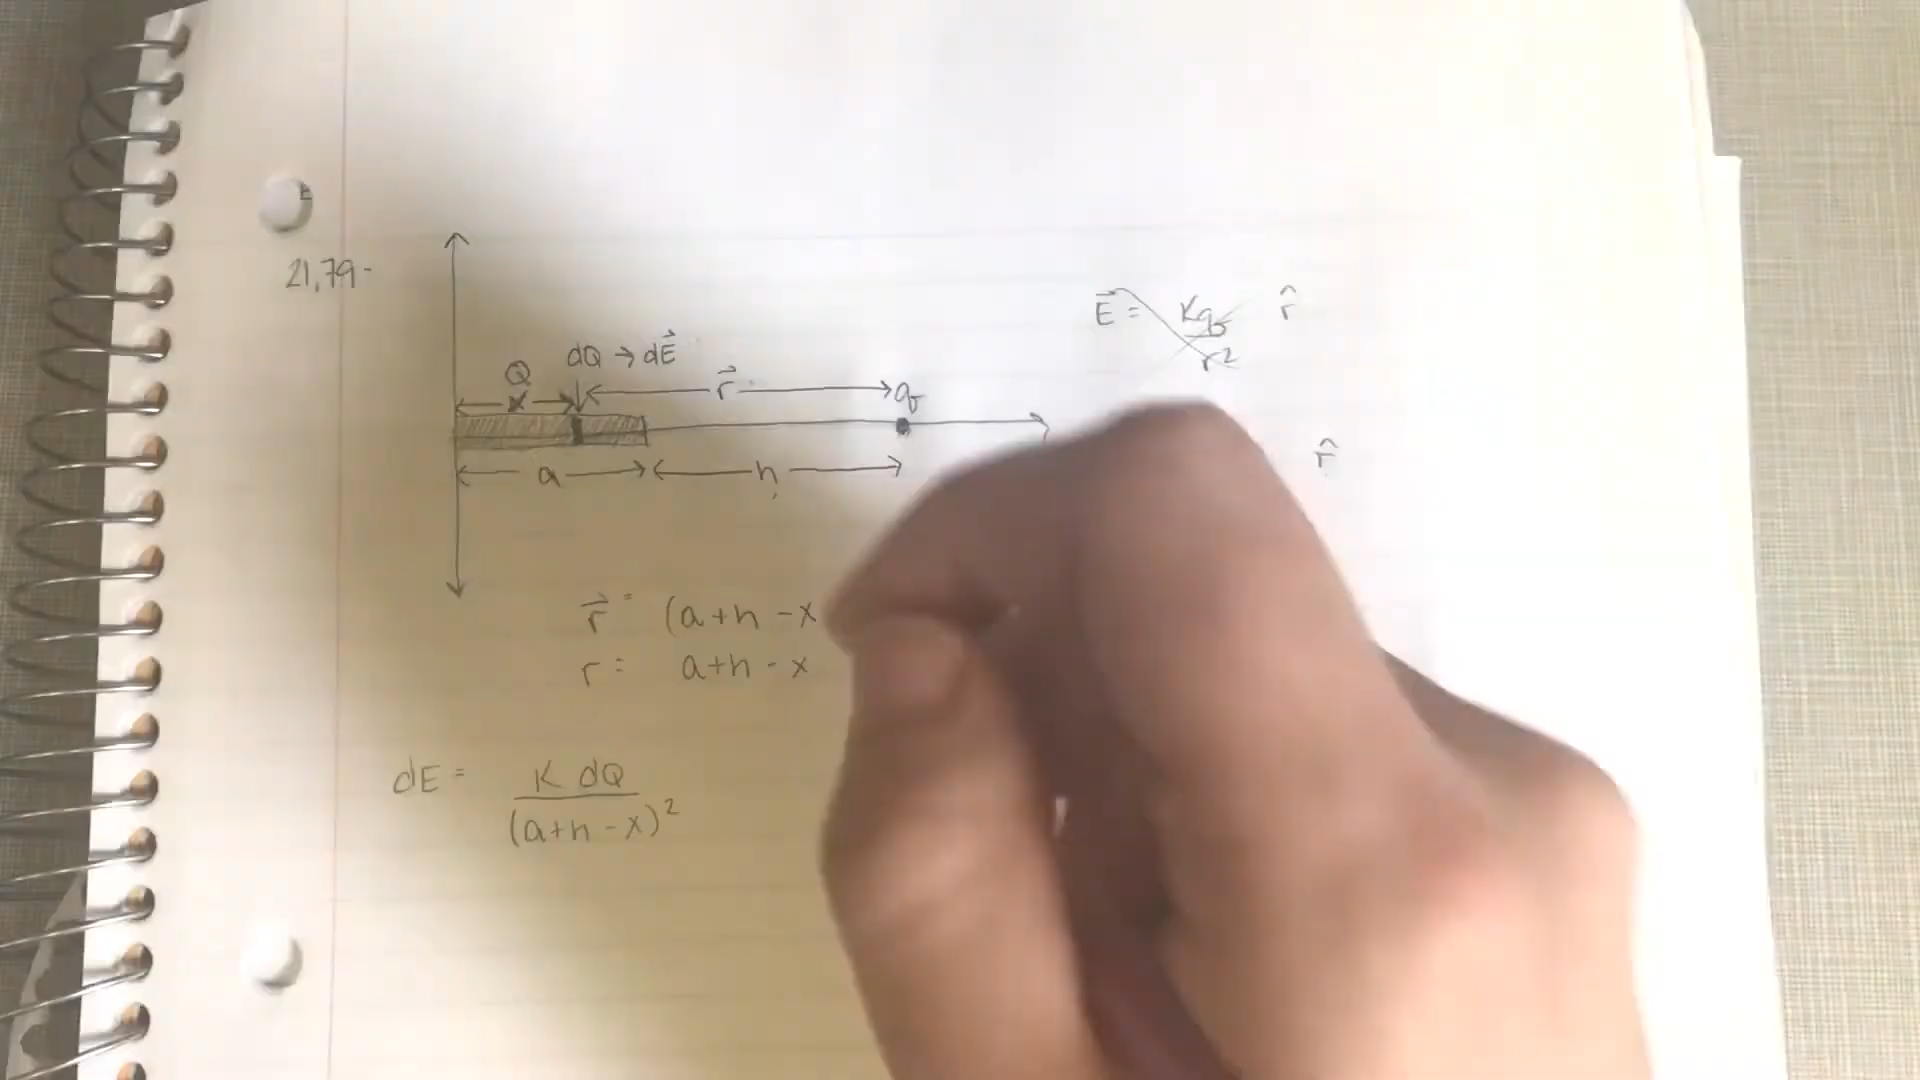 21,79-
E⃗ = Kq/r² r̂
dQ → dE⃗
Q
r⃗
q
x
r̂
a
h
r⃗ = (a+h -x
r = a+h - x
dE = K dQ/(a+h - x)²